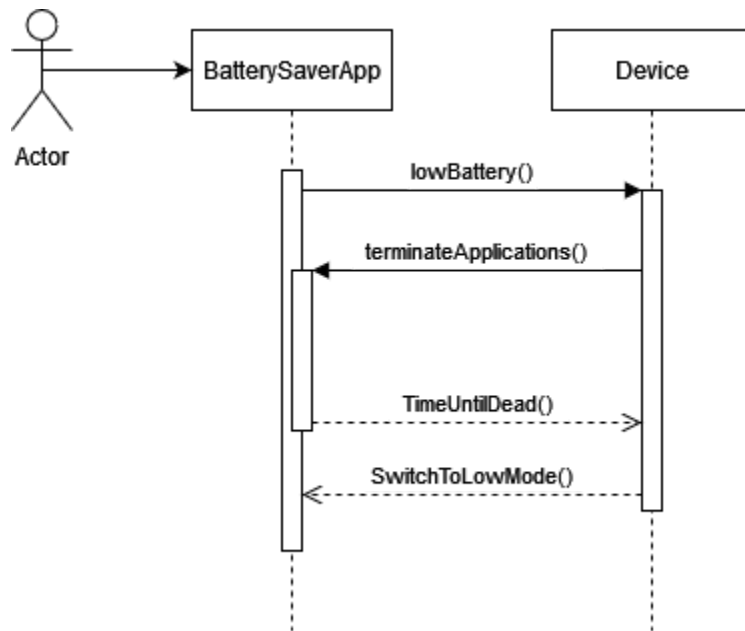 BatterySaverApp
Device
Actor
lowBattery()
terminateApplications()
TimeUntilDead()
SwitchToLowMode()